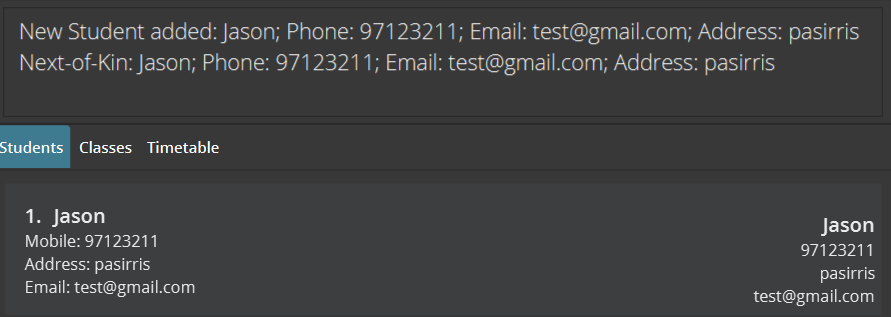 New Student added: Jason; Phone: 97123211; Email: test@gmail.com; Address: pasirris
Next-of-Kin: Jason; Phone: 97123211; Email: test@gmail.com; Address: pasirris
Students Classes Timetable
1. Jason
Mobile: 97123211
Address: pasirris
Email: test@gmail.com
Jason
97123211
pasirris
test@gmail.com